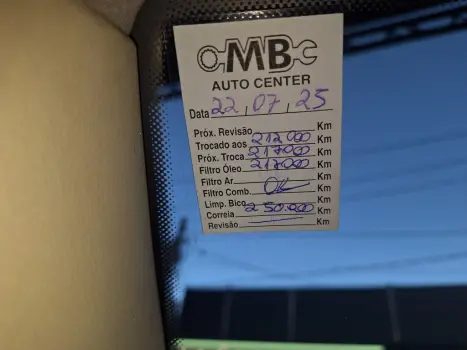 MB
AUTO CENTER
Data 22, 07, 25
Próx. Revisão Km
Trocado aos 212 000 Km
Próx. Troca 217000 Km
Filtro Óleo 217000 Km
Filtro Ar Km
Filtro Comb. OK Km
Limp. Bico Km
Correia 250.000 Km
Revisão Km